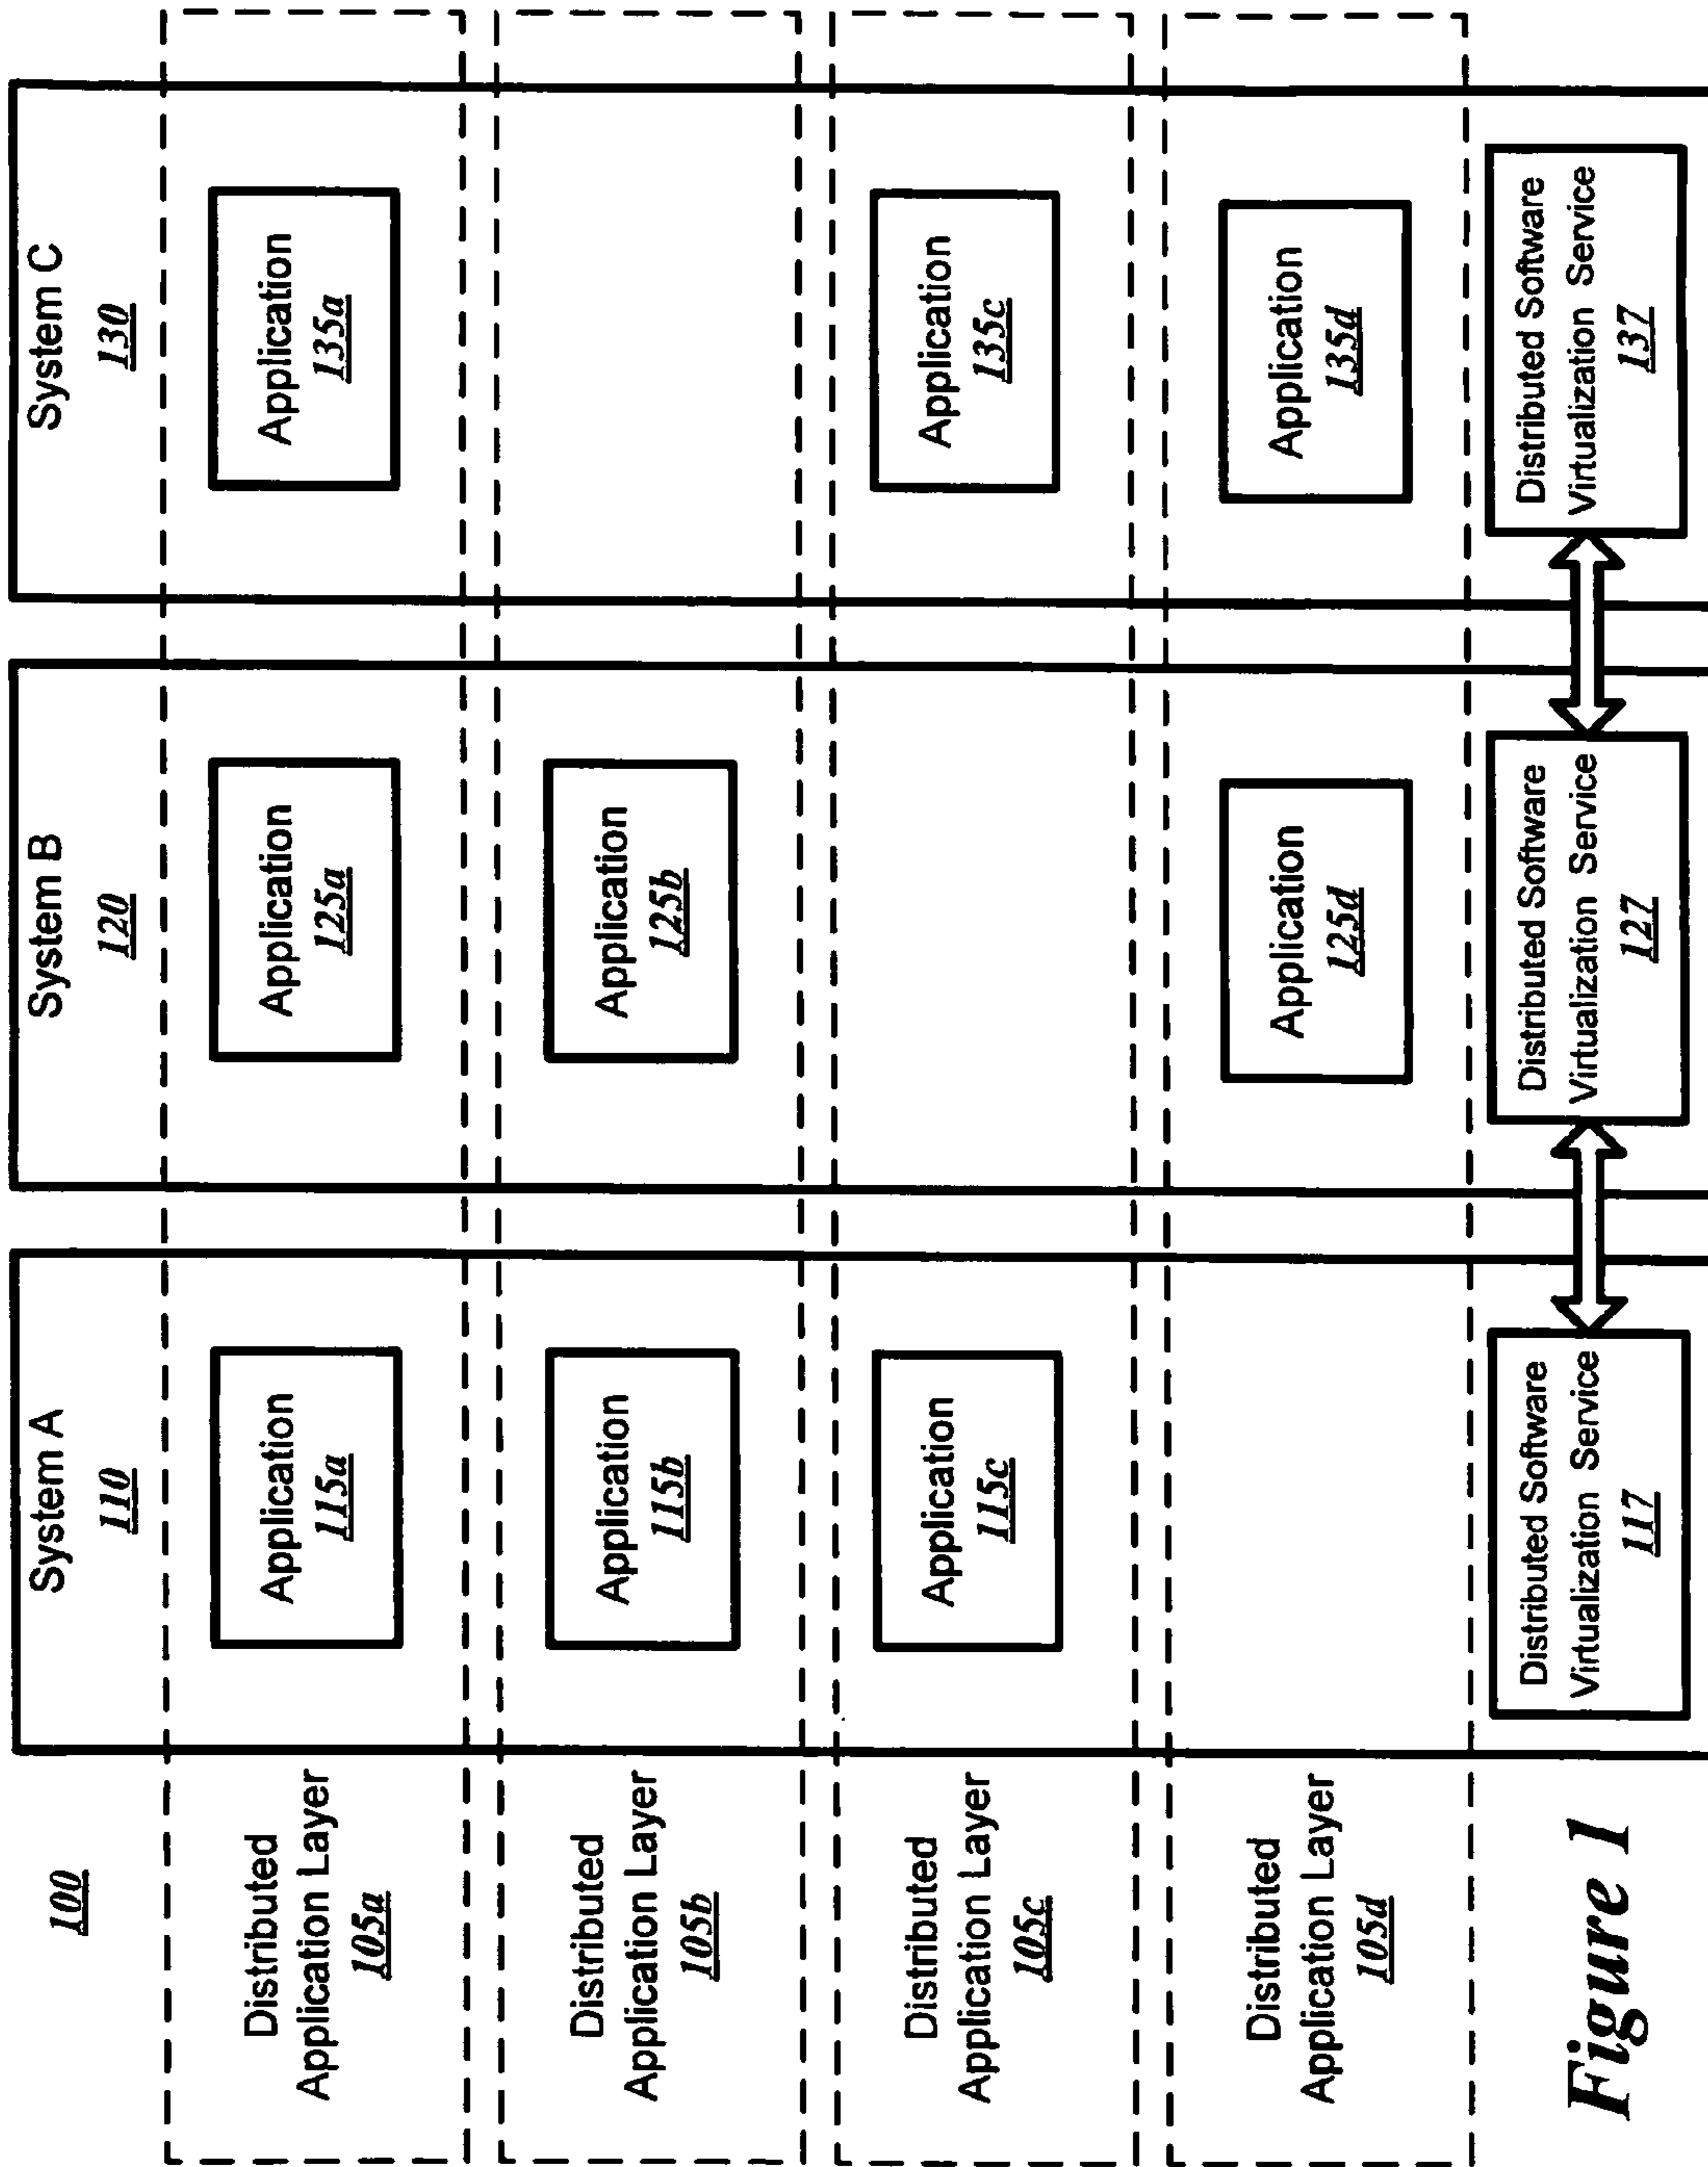 100
System A
110
System B
120
System C
130
Distributed
Application Layer
105a
Application
115a
Application
125a
Application
135a
Distributed
Application Layer
105b
Application
115b
Application
125b
Distributed
Application Layer
105c
Application
115c
Application
135c
Distributed
Application Layer
105d
Application
125d
Application
135d
Distributed Software
Virtualization Service
117
Distributed Software
Virtualization Service
127
Distributed Software
Virtualization Service
137
Figure 1